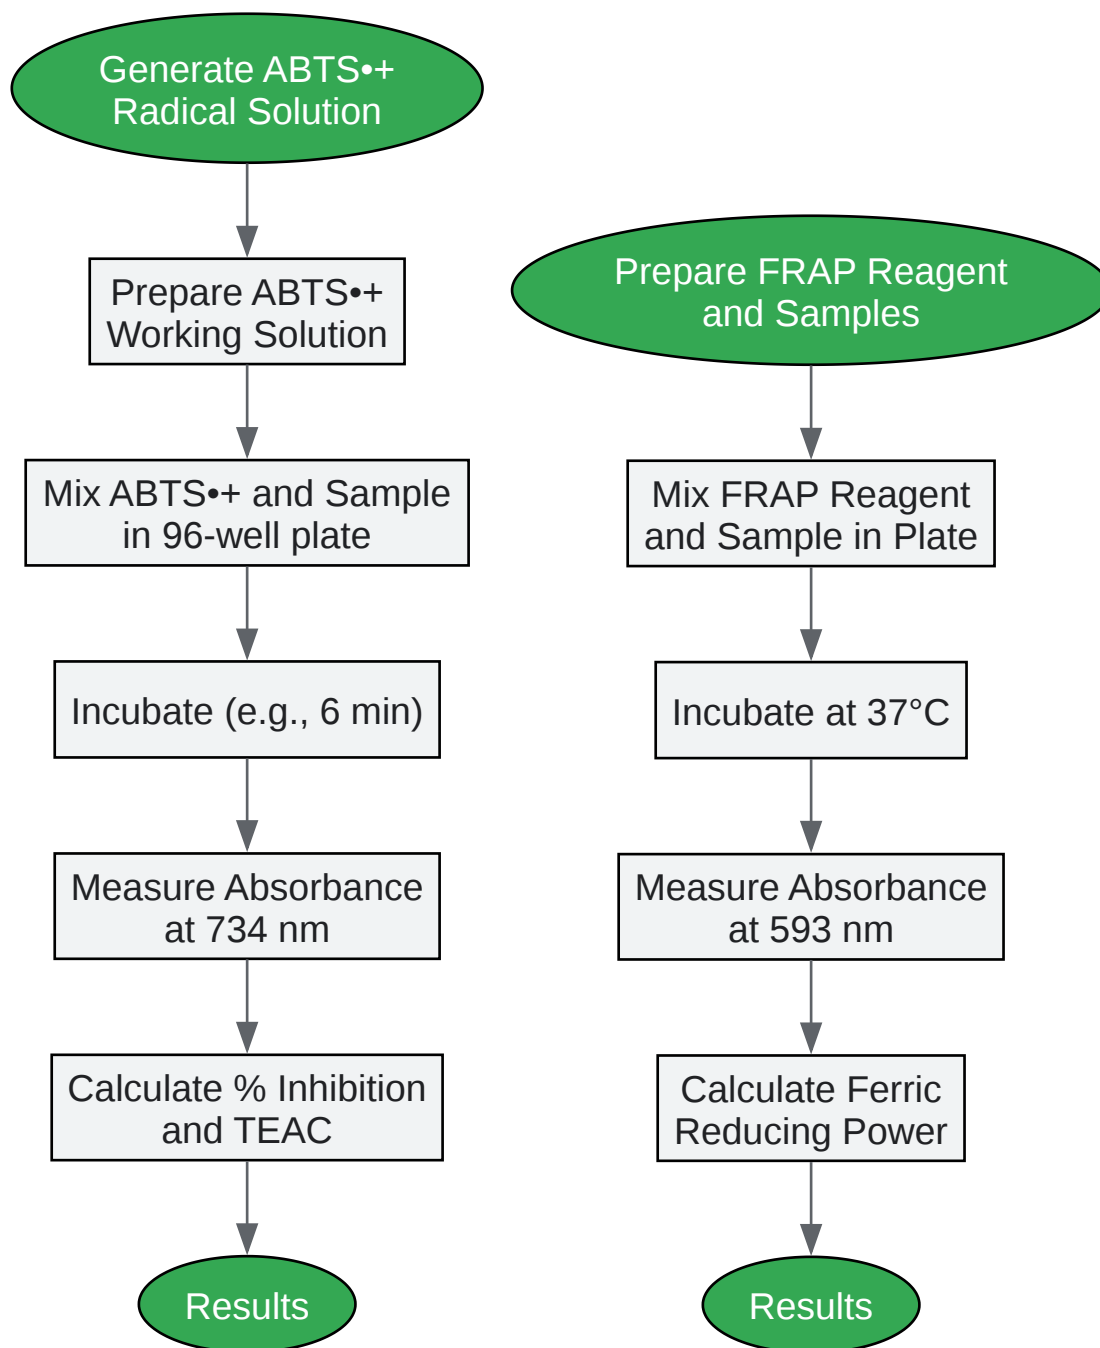 Generate ABTS•+
Radical Solution
Prepare ABTS•+
Working Solution
Mix ABTS•+ and Sample
in 96-well plate
Incubate (e.g., 6 min)
Measure Absorbance
at 734 nm
Calculate % Inhibition
and TEAC
Results
Prepare FRAP Reagent
and Samples
Mix FRAP Reagent
and Sample in Plate
Incubate at 37°C
Measure Absorbance
at 593 nm
Calculate Ferric
Reducing Power
Results